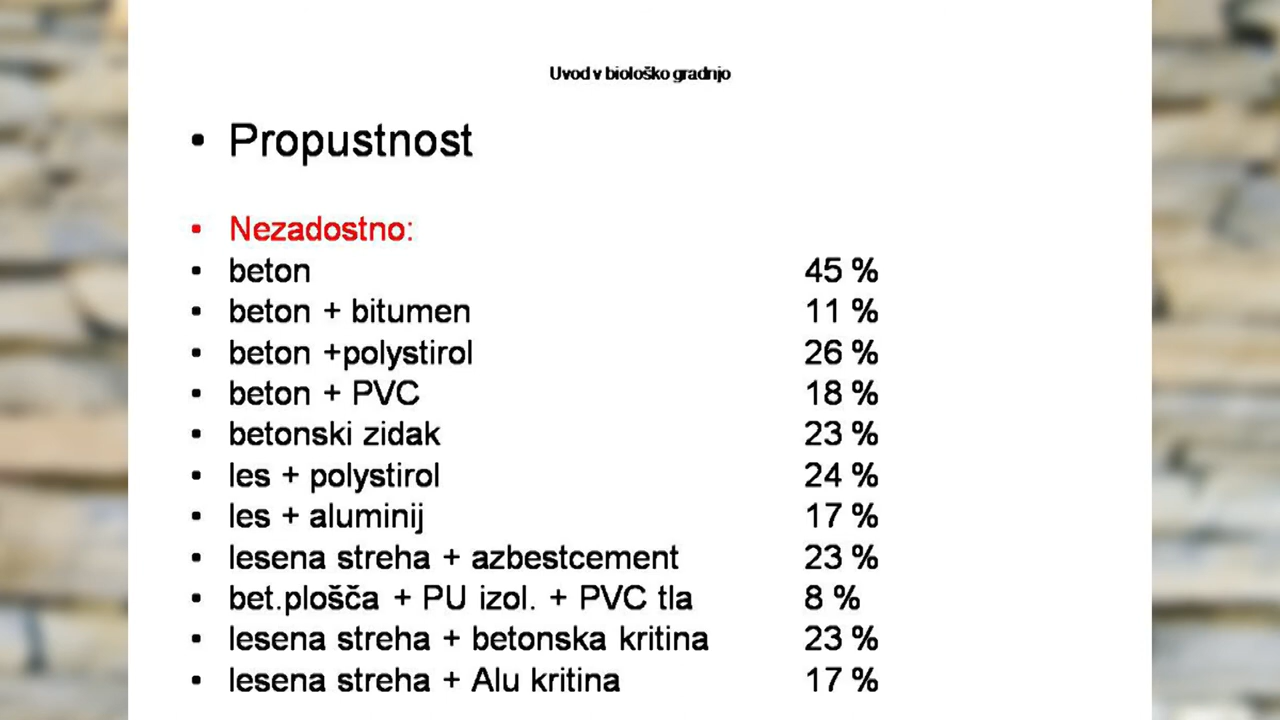 Uvod v biološko gradnjo
• Propustnost
• Nezadostno:
• beton 45 %
• beton + bitumen 11 %
• beton +polystirol 26 %
• beton + PVC 18 %
• betonski zidak 23 %
• les + polystirol 24 %
• les + aluminij 17 %
• lesena streha + azbestcement 23 %
• bet.plošča + PU izol. + PVC tla 8 %
• lesena streha + betonska kritina 23 %
• lesena streha + Alu kritina 17 %